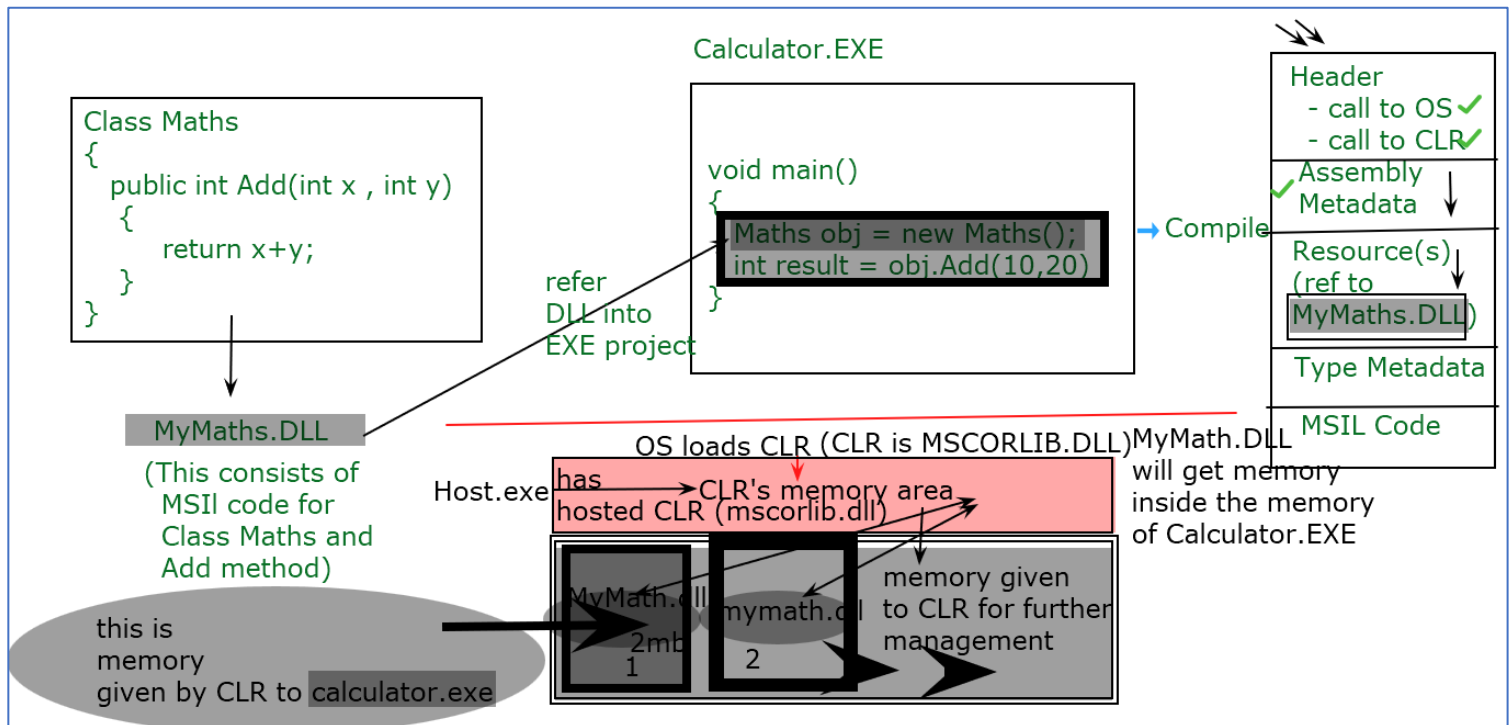 Class Maths
{
public int Add(int x , int y)
{
return x+y;
}
}
MyMaths.DLL
(This consists of
MSIl code for
Class Maths and
Add method)
refer
DLL into
EXE project
Calculator.EXE
void main()
{
Maths obj = new Maths();
int result = obj.Add(10,20)
}
Compile
Header
- call to OS
- call to CLR
Assembly
Metadata
Resource(s)
(ref to
MyMaths.DLL)
Type Metadata
MSIL Code
OS loads CLR (CLR is MSCORLIB.DLL)
Host.exe
has
CLR's memory area
hosted CLR (mscorlib.dll)
MyMath.DLL
will get memory
inside the memory
of Calculator.EXE
MyMath.dll
2mb
1
mymath.dll
2
memory given
to CLR for further
management
this is
memory
given by CLR to calculator.exe